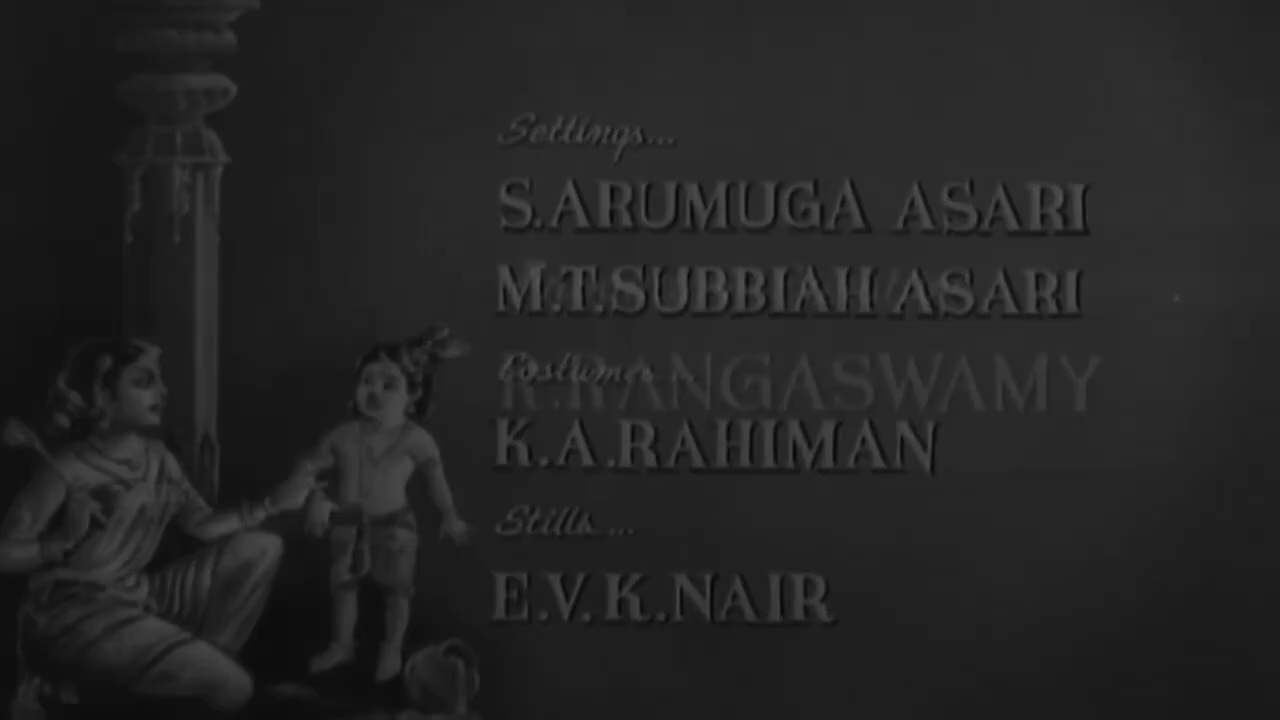 Settings...
S. ARUMUGA ASARI
M.T. SUBBIAH ASARI
Costumes...
R. RANGASWAMY
K.A. RAHIMAN
Stills...
E.V.K. NAIR